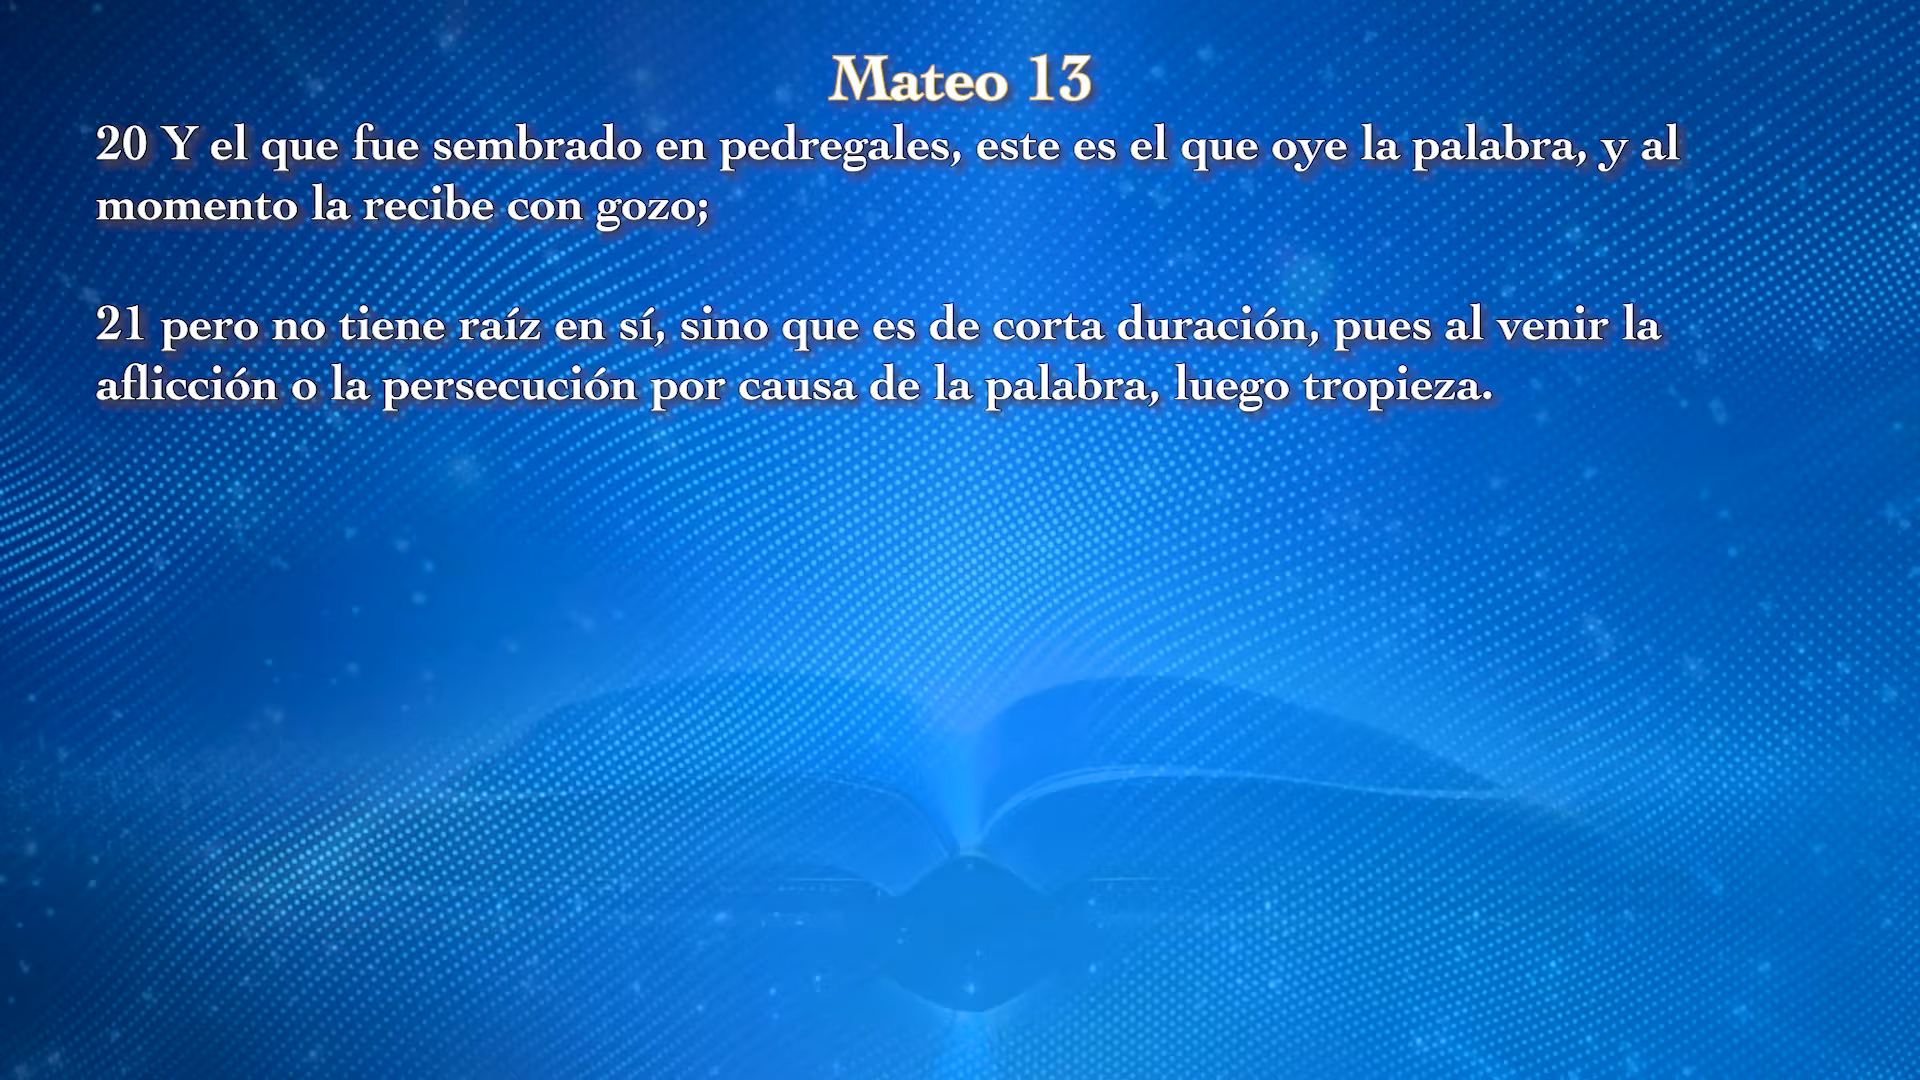 Mateo 13
20 Y el que fue sembrado en pedregales, este es el que oye la palabra, y al
momento la recibe con gozo;
21 pero no tiene raíz en sí, sino que es de corta duración, pues al venir la
aflicción o la persecución por causa de la palabra, luego tropieza.